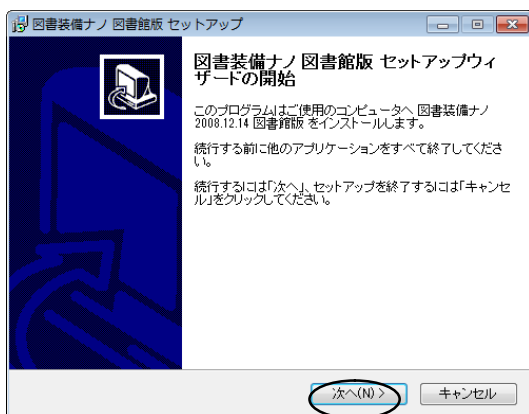 図書装備ナノ 図書館版 セットアップ
図書装備ナノ 図書館版 セットアップウィ
ザードの開始
このプログラムはご使用のコンピュータへ 図書装備ナノ
2008.12.14 図書館版 をインストールします。
続行する前に他のアプリケーションをすべて終了してくださ
い。
続行するには「次へ」、セットアップを終了するには「キャンセ
ル」をクリックしてください。
次へ(N) >
キャンセル